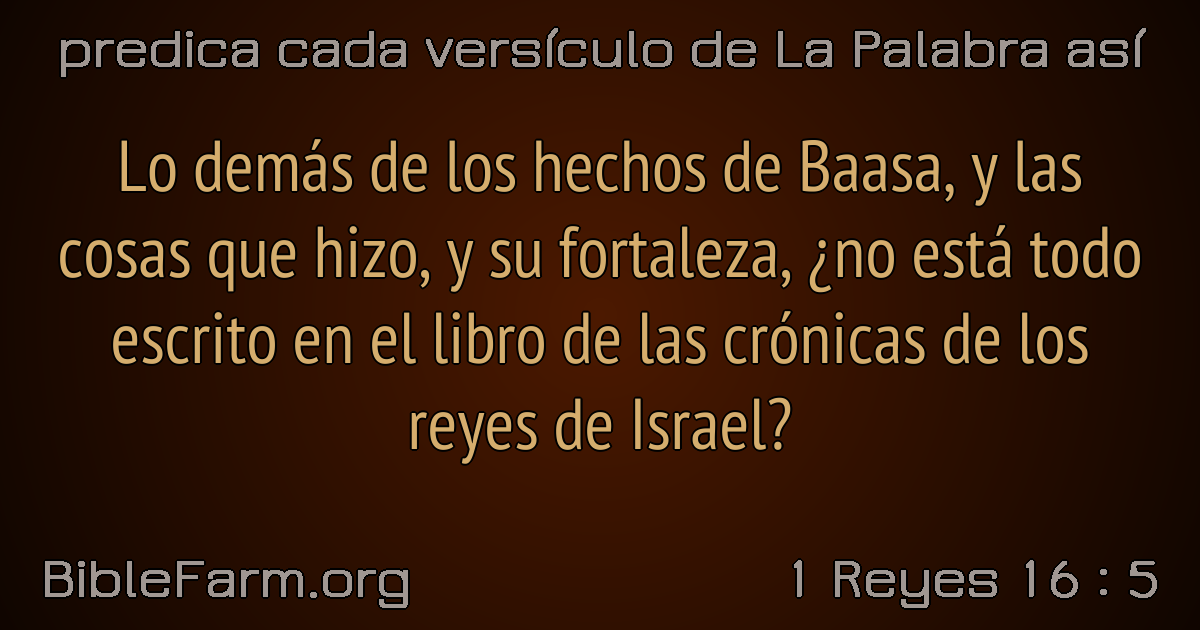 predica cada versículo de La Palabra así
Lo demás de los hechos de Baasa, y las
cosas que hizo, y su fortaleza, ¿no está todo
escrito en el libro de las crónicas de los
reyes de Israel?
BibleFarm.org
1 Reyes 16 : 5